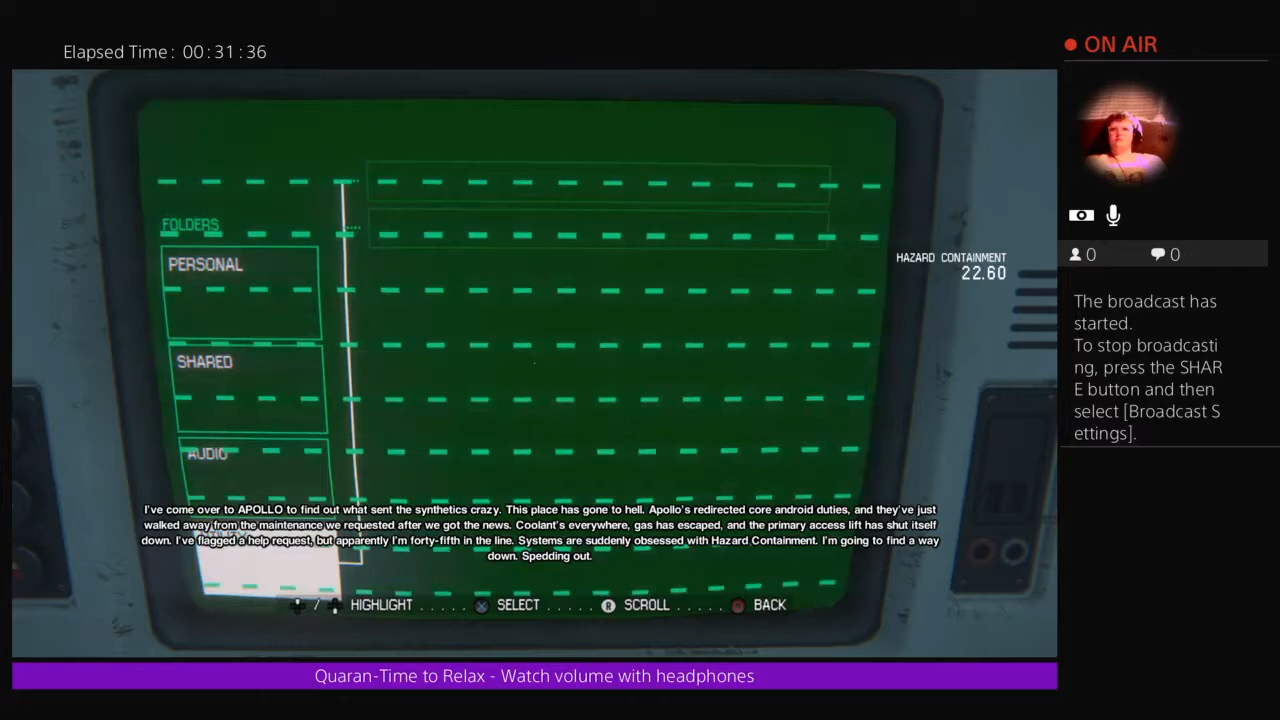 Elapsed Time: 00:31:36
ON AIR
FOLDERS
PERSONAL
HAZARD CONTAINMENT
22.60
0 0
SHARED
The broadcast has
started.
To stop broadcasti
ng, press the SHAR
E button and then
select [Broadcast S
ettings].
AUDIO
I've come over to APOLLO to find out what sent the synthetics crazy. This place has gone to hell. Apollo's redirected core android duties, and they've just
walked away from the maintenance we requested after we got the news. Coolant's everywhere, gas has escaped, and the primary access lift has shut itself
down. I've flagged a help request, but apparently I'm forty-fifth in the line. Systems are suddenly obsessed with Hazard Containment. I'm going to find a way
down. Spedding out.
/ HIGHLIGHT ..... SELECT ..... R SCROLL ..... BACK
Quaran-Time to Relax - Watch volume with headphones